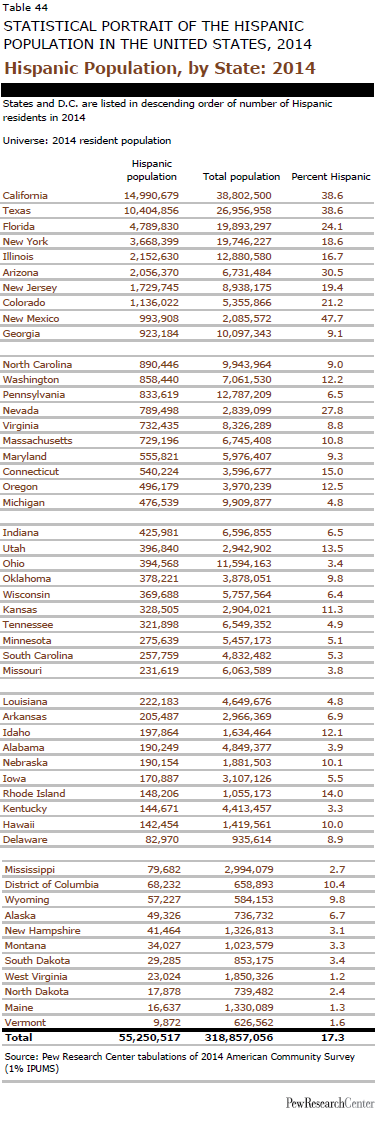 Table 44
STATISTICAL PORTRAIT OF THE HISPANIC
POPULATION IN THE UNITED STATES, 2014
Hispanic Population, by State: 2014
States and D.C. are listed in descending order of number of Hispanic
residents in 2014
Universe: 2014 resident population
Hispanic
population Total population Percent Hispanic
California 14,990,679 38,802,500 38.6
Texas 10,404,856 26,956,958 38.6
Florida 4,789,830 19,893,297 24.1
New York 3,668,399 19,746,227 18.6
Illinois 2,152,630 12,880,580 16.7
Arizona 2,056,370 6,731,484 30.5
New Jersey 1,729,745 8,938,175 19.4
Colorado 1,136,022 5,355,866 21.2
New Mexico 993,908 2,085,572 47.7
Georgia 923,184 10,097,343 9.1
North Carolina 890,446 9,943,964 9.0
Washington 858,440 7,061,530 12.2
Pennsylvania 833,619 12,787,209 6.5
Nevada 789,498 2,839,099 27.8
Virginia 732,435 8,326,289 8.8
Massachusetts 729,196 6,745,408 10.8
Maryland 555,821 5,976,407 9.3
Connecticut 540,224 3,596,677 15.0
Oregon 496,179 3,970,239 12.5
Michigan 476,539 9,909,877 4.8
Indiana 425,981 6,596,855 6.5
Utah 396,840 2,942,902 13.5
Ohio 394,568 11,594,163 3.4
Oklahoma 378,221 3,878,051 9.8
Wisconsin 369,688 5,757,564 6.4
Kansas 328,505 2,904,021 11.3
Tennessee 321,898 6,549,352 4.9
Minnesota 275,639 5,457,173 5.1
South Carolina 257,759 4,832,482 5.3
Missouri 231,619 6,063,589 3.8
Louisiana 222,183 4,649,676 4.8
Arkansas 205,487 2,966,369 6.9
Idaho 197,864 1,634,464 12.1
Alabama 190,249 4,849,377 3.9
Nebraska 190,154 1,881,503 10.1
Iowa 170,887 3,107,126 5.5
Rhode Island 148,206 1,055,173 14.0
Kentucky 144,671 4,413,457 3.3
Hawaii 142,454 1,419,561 10.0
Delaware 82,970 935,614 8.9
Mississippi 79,682 2,994,079 2.7
District of Columbia 68,232 658,893 10.4
Wyoming 57,227 584,153 9.8
Alaska 49,326 736,732 6.7
New Hampshire 41,464 1,326,813 3.1
Montana 34,027 1,023,579 3.3
South Dakota 29,285 853,175 3.4
West Virginia 23,024 1,850,326 1.2
North Dakota 17,878 739,482 2.4
Maine 16,637 1,330,089 1.3
Vermont 9,872 626,562 1.6
Total 55,250,517 318,857,056 17.3
Source: Pew Research Center tabulations of 2014 American Community Survey
(1% IPUMS)
PewResearchCenter